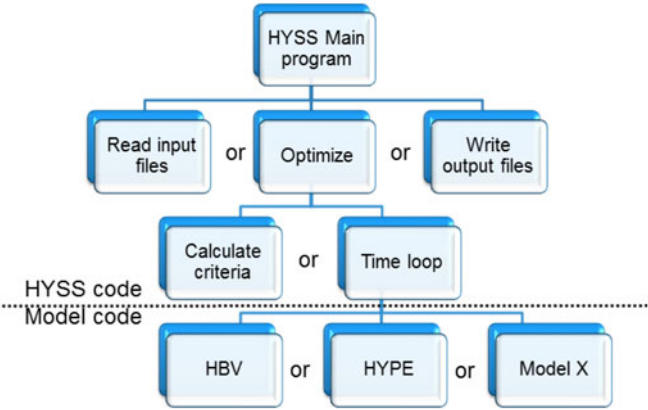 HYSS Main
program
Read input
files
or
Optimize
or
Write
output files
Calculate
criteria
or
Time loop
HYSS code
Model code
HBV
or
HYPE
or
Model X